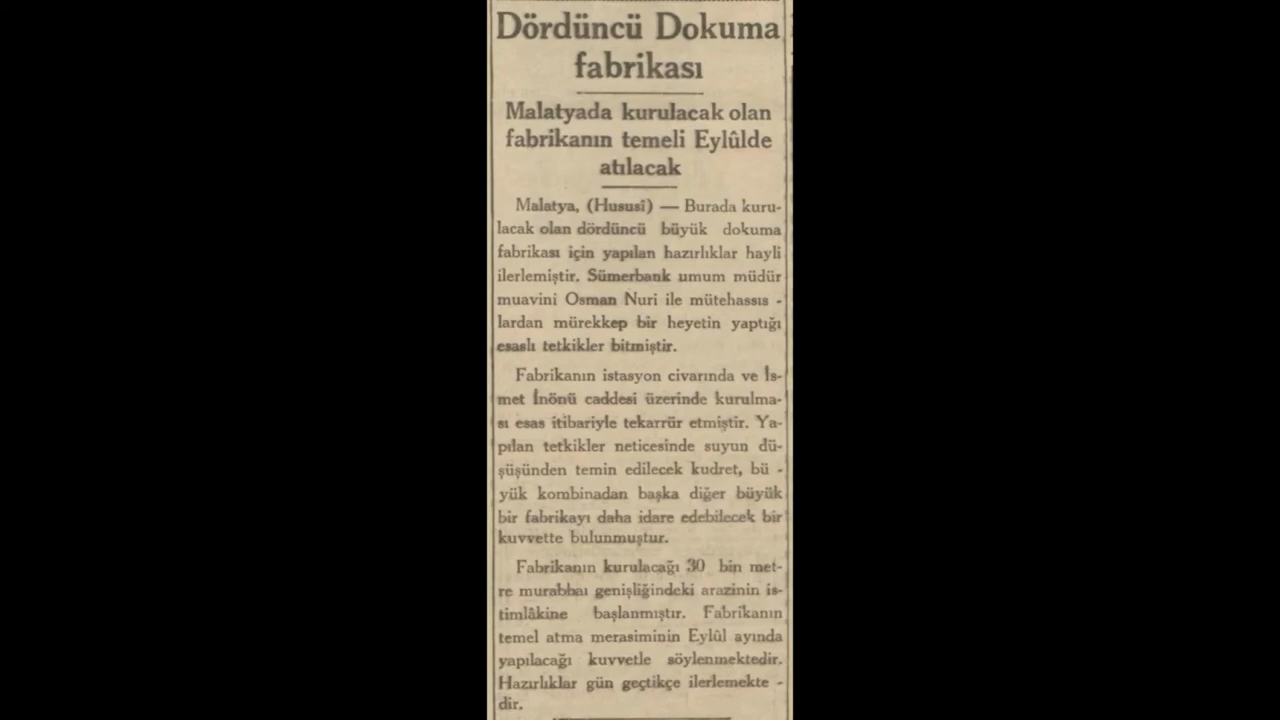 Dördüncü Dokuma
fabrikası
Malatyada kurulacak olan
fabrikanın temeli Eylûlde
atılacak
Malatya, (Hususî) — Burada kuru-
lacak olan dördüncü büyük dokuma
fabrikası için yapılan hazırlıklar hayli
ilerlemiştir. Sümerbank umum müdür
muavini Osman Nuri ile mütehassıs -
lardan mürekkep bir heyetin yaptığı
esaslı tetkikler bitmiştir.
Fabrikanın istasyon civarında ve İs-
met İnönü caddesi üzerinde kurulma-
sı esas itibariyle tekarrür etmiştir. Ya-
pılan tetkikler neticesinde suyun dü-
şüşünden temin edilecek kudret, bü -
yük kombinadan başka diğer büyük
bir fabrikayı daha idare edebilecek bir
kuvvette bulunmuştur.
Fabrikanın kurulacağı 30 bin met-
re murabbaı genişliğindeki arazinin is-
timlâkine başlanmıştır. Fabrikanın
temel atma merasiminin Eylûl ayında
yapılacağı kuvvetle söylenmektedir.
Hazırlıklar gün geçtikçe ilerlemekte -
dir.